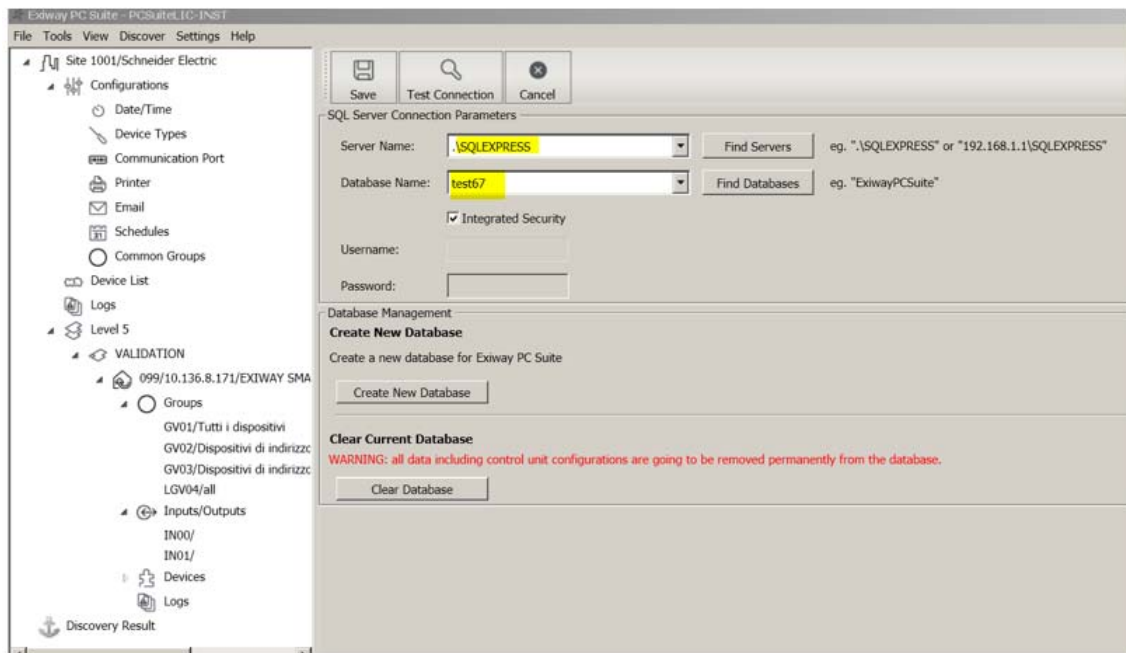 Exiway PC Suite - PCSuiteLIC-INST
File Tools View Discover Settings Help
Site 1001/Schneider Electric
Configurations
Date/Time
Device Types
Communication Port
Printer
Email
Schedules
Common Groups
Device List
Logs
Level 5
VALIDATION
099/10.136.8.171/EXIWAY SMA
Groups
GV01/Tutti i dispositivi
GV02/Dispositivi di indirizzo
GV03/Dispositivi di indirizzo
LGV04/all
Inputs/Outputs
IN00/
IN01/
Devices
Logs
Discovery Result
Save Test Connection Cancel
SQL Server Connection Parameters
Server Name: .\SQLEXPRESS Find Servers eg. ".\SQLEXPRESS" or "192.168.1.1\SQLEXPRESS"
Database Name: test67 Find Databases eg. "ExiwayPCSuite"
Integrated Security
Username:
Password:
Database Management
Create New Database
Create a new database for Exiway PC Suite
Create New Database
Clear Current Database
WARNING: all data including control unit configurations are going to be removed permanently from the database.
Clear Database